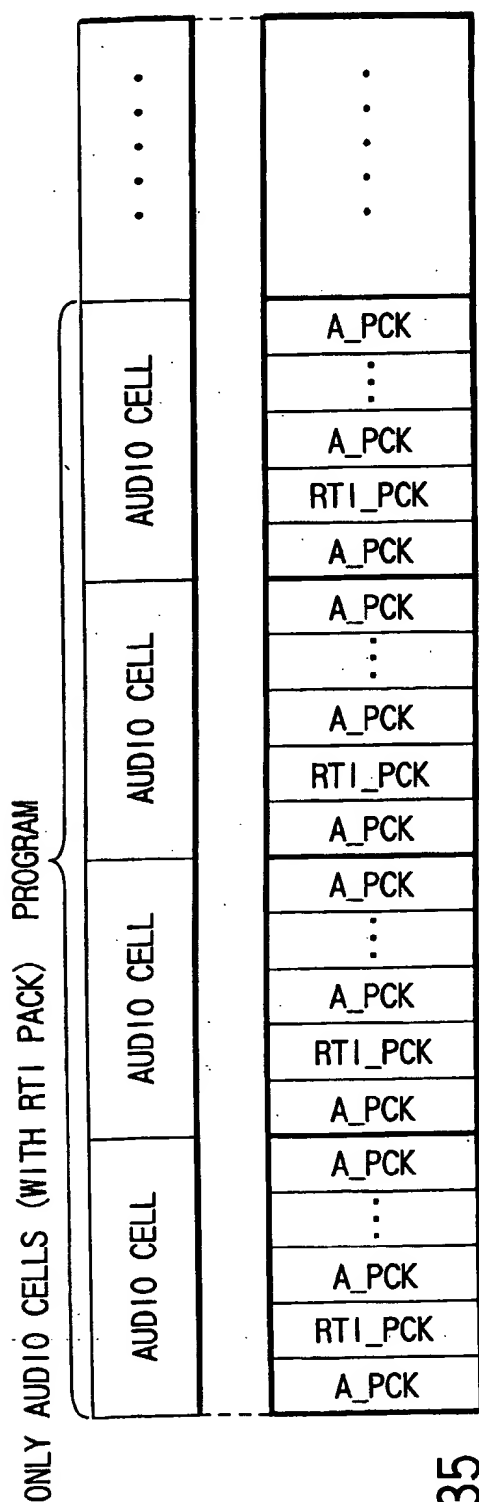 ONLY AUDIO CELLS (WITH RTI PACK) PROGRAM
AUDIO CELL
AUDIO CELL
AUDIO CELL
AUDIO CELL
.....
A_PCK
RTI_PCK
A_PCK
...
A_PCK
A_PCK
RTI_PCK
A_PCK
...
A_PCK
A_PCK
RTI_PCK
A_PCK
...
A_PCK
A_PCK
RTI_PCK
A_PCK
...
A_PCK
.....
35